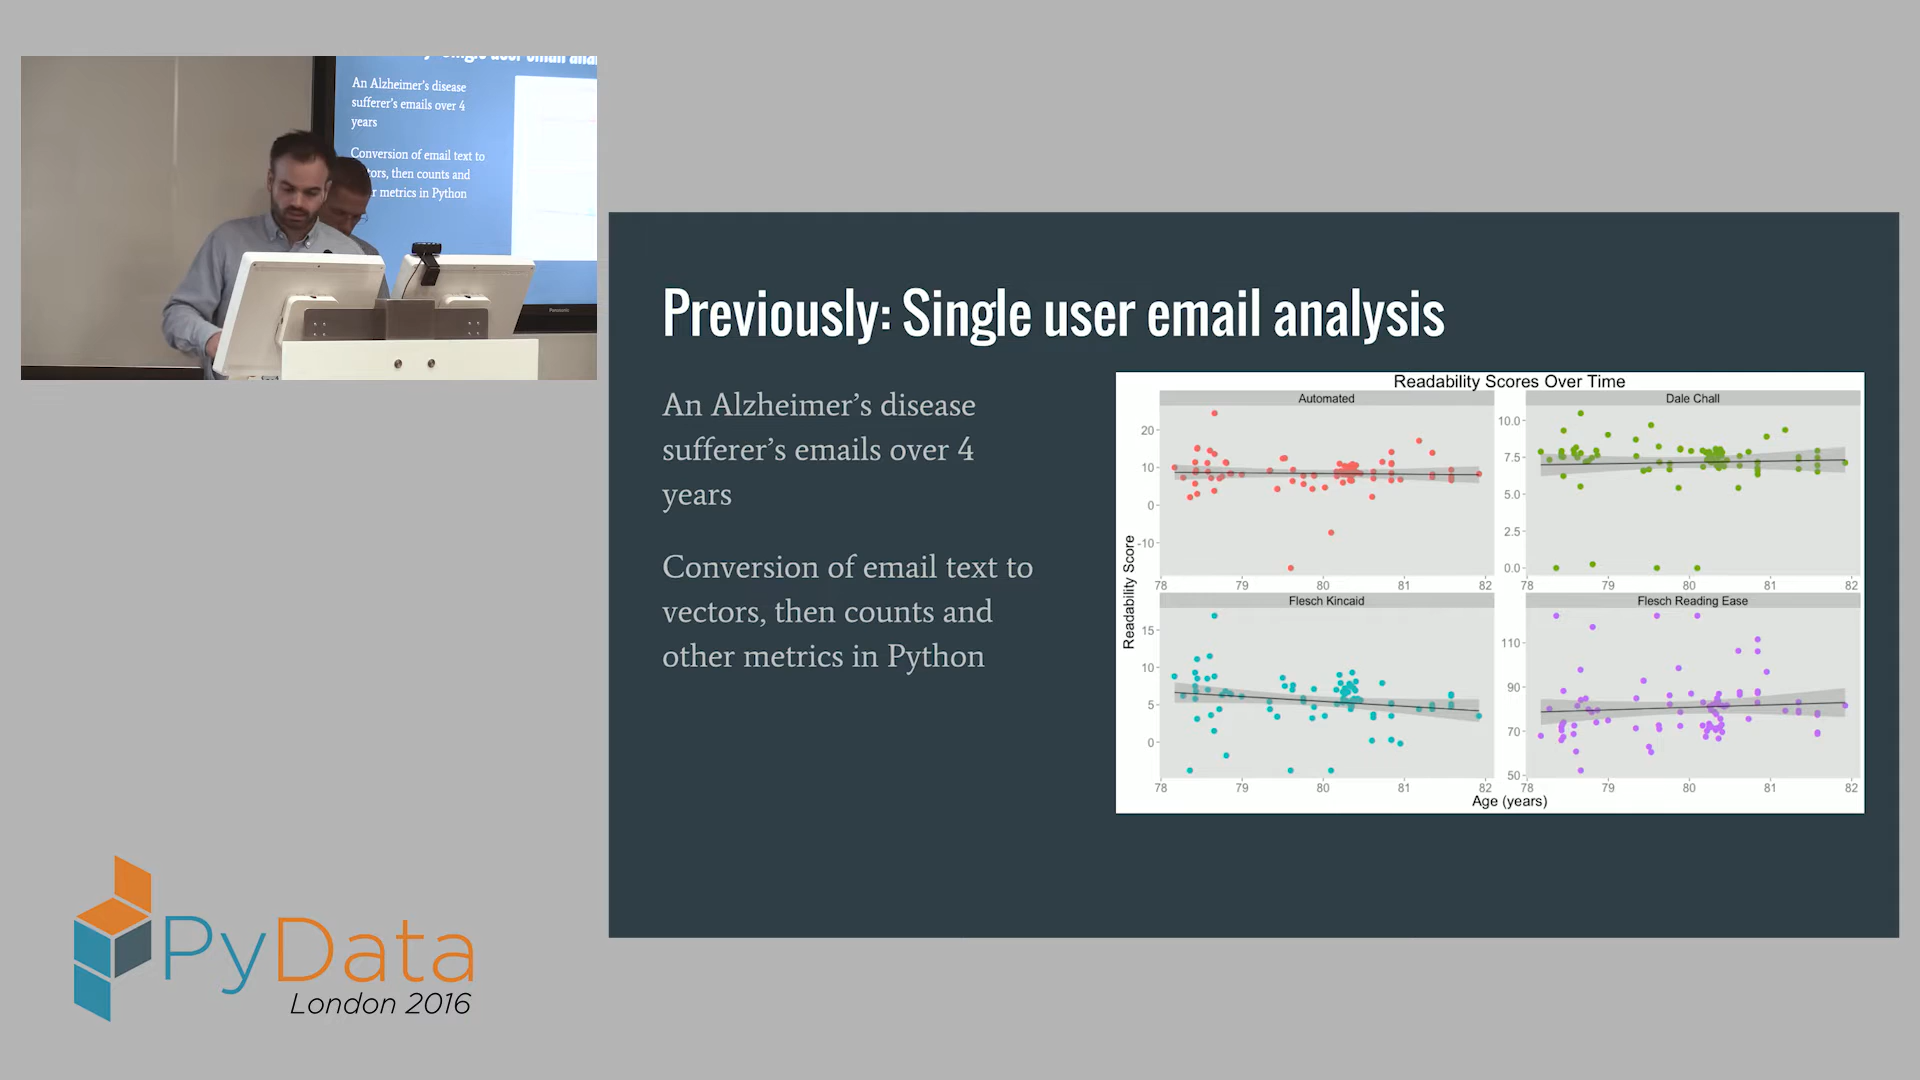 Single user email ana
An Alzheimer's disease
sufferer's emails over 4
years
Conversion of email text to
tors, then counts and
r metrics in Python
Panasonic
Previously: Single user email analysis
An Alzheimer's disease
sufferer's emails over 4
years
Conversion of email text to
vectors, then counts and
other metrics in Python
Readability Scores Over Time
Automated
Dale Chall
20
10
0
-10
10.0
7.5
5.0
2.5
0.0
78 79 80 81 82
78 79 80 81 82
Readability Score
Flesch Kincaid
Flesch Reading Ease
15
10
5
0
110
90
70
50
78 79 80 81 82
78 79 80 81 82
Age (years)
PyData
London 2016